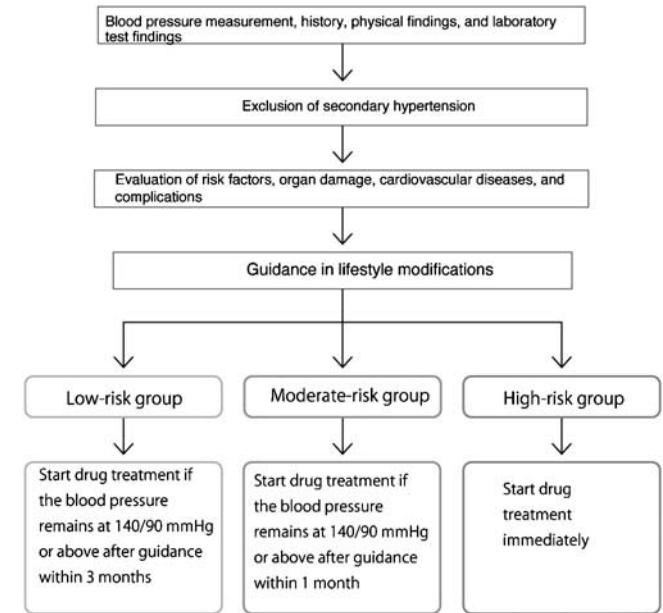 Blood pressure measurement, history, physical findings, and laboratory
test findings
Exclusion of secondary hypertension
Evaluation of risk factors, organ damage, cardiovascular diseases, and
complications
Guidance in lifestyle modifications
Low-risk group
Moderate-risk group
High-risk group
Start drug treatment if
the blood pressure
remains at 140/90 mmHg
or above after guidance
within 3 months
Start drug treatment if
the blood pressure
remains at 140/90 mmHg
or above after guidance
within 1 month
Start drug
treatment
immediately